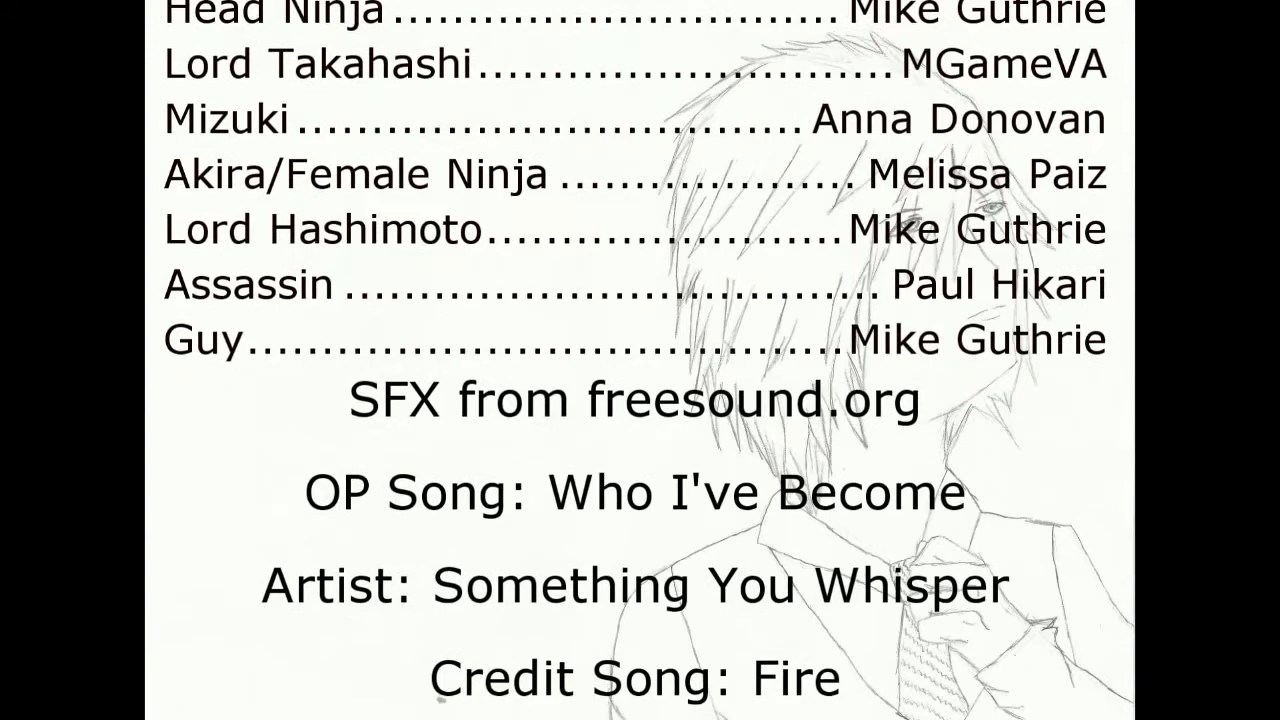 Head Ninja.............................. Mike Guthrie
Lord Takahashi............................ MGameVA
Mizuki.................................. Anna Donovan
Akira/Female Ninja .................... Melissa Paiz
Lord Hashimoto........................Mike Guthrie
Assassin .................................... Paul Hikari
Guy........................................Mike Guthrie
SFX from freesound.org
OP Song: Who I've Become
Artist: Something You Whisper
Credit Song: Fire